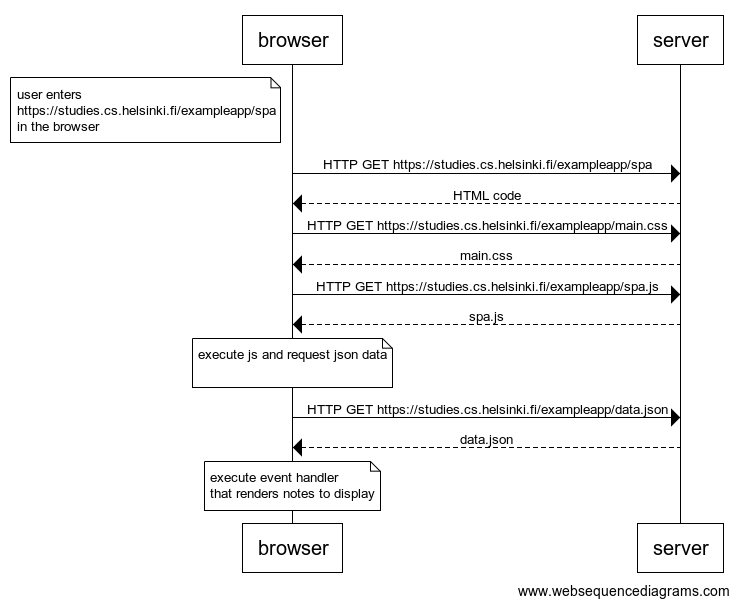 browser
server
user enters
https://studies.cs.helsinki.fi/exampleapp/spa
in the browser
HTTP GET https://studies.cs.helsinki.fi/exampleapp/spa
HTML code
HTTP GET https://studies.cs.helsinki.fi/exampleapp/main.css
main.css
HTTP GET https://studies.cs.helsinki.fi/exampleapp/spa.js
spa.js
execute js and request json data
HTTP GET https://studies.cs.helsinki.fi/exampleapp/data.json
data.json
execute event handler
that renders notes to display
browser
server
www.websequencediagrams.com